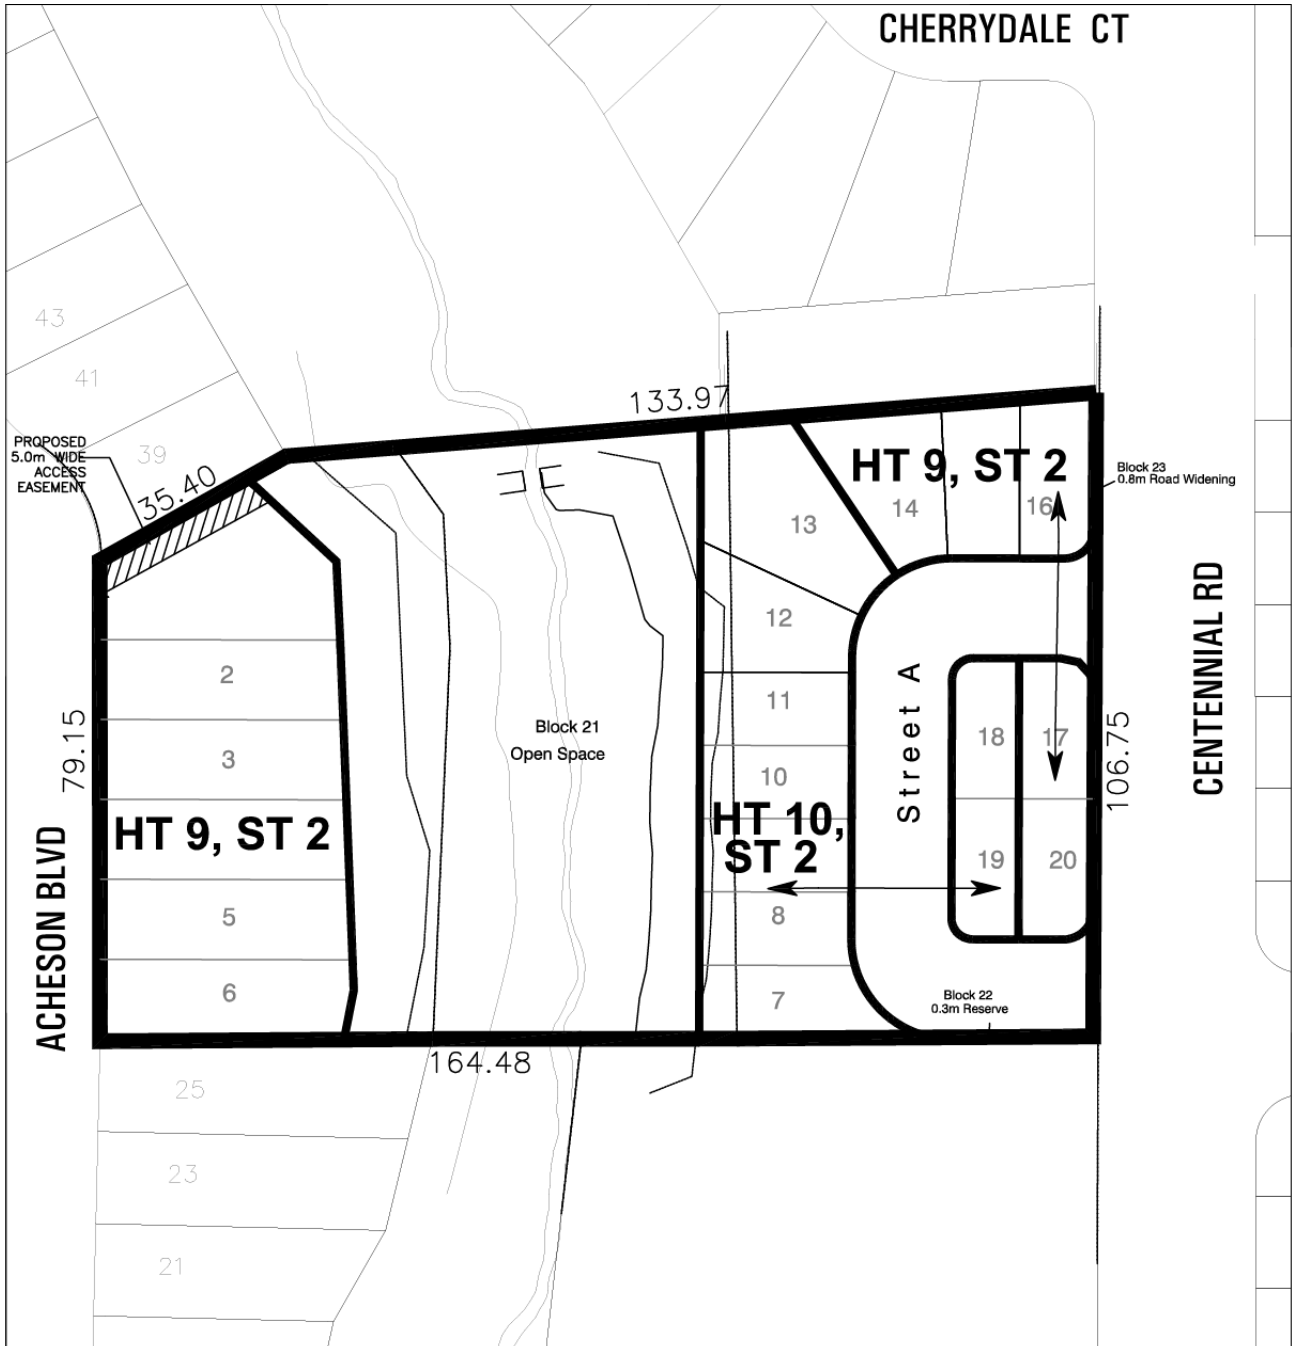 CHERRYDALE CT
43
41
39
PROPOSED
5.0m WIDE
ACCESS
EASEMENT
35.40
133.97
HT 9, ST 2
Block 23
0.8m Road Widening
13
14
16
12
11
10
HT 10,
ST 2
8
7
Street A
18
17
19
20
Block 22
0.3m Reserve
CENTENNIAL RD
106.75
2
3
HT 9, ST 2
5
6
79.15
ACHESON BLVD
Block 21
Open Space
164.48
25
23
21